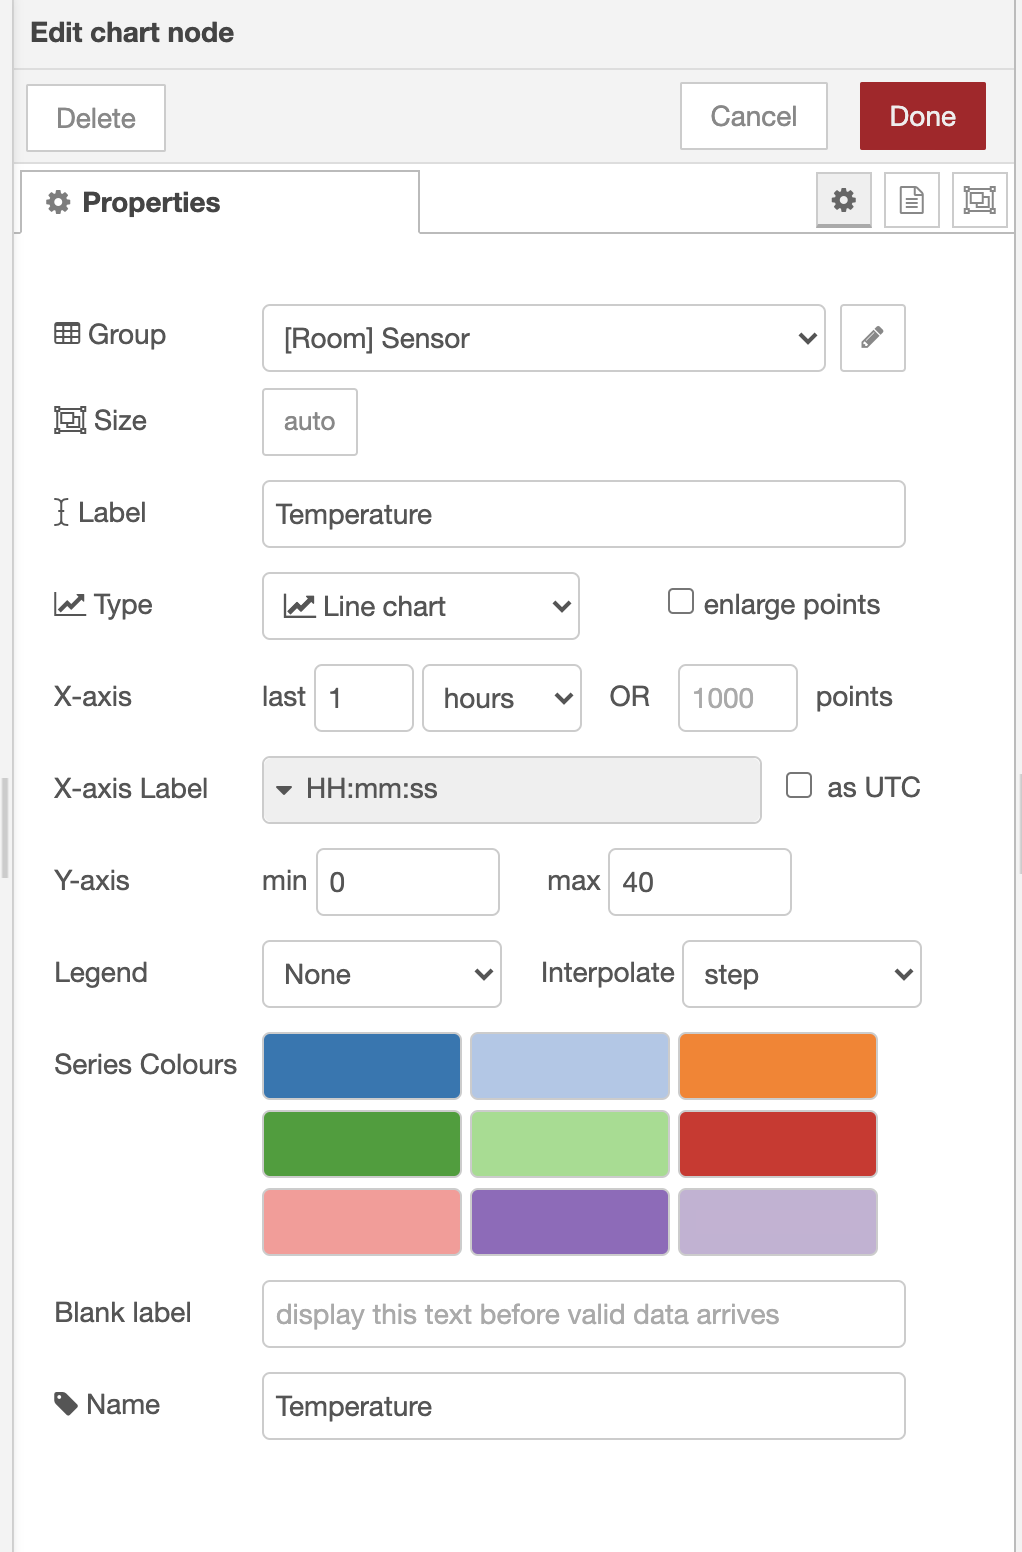 Edit chart node
Delete Cancel Done
Properties
Group [Room] Sensor
Size auto
Label Temperature
Type Line chart enlarge points
X-axis last 1 hours OR 1000 points
X-axis Label HH:mm:ss as UTC
Y-axis min 0 max 40
Legend None Interpolate step
Series Colours
Blank label display this text before valid data arrives
Name Temperature